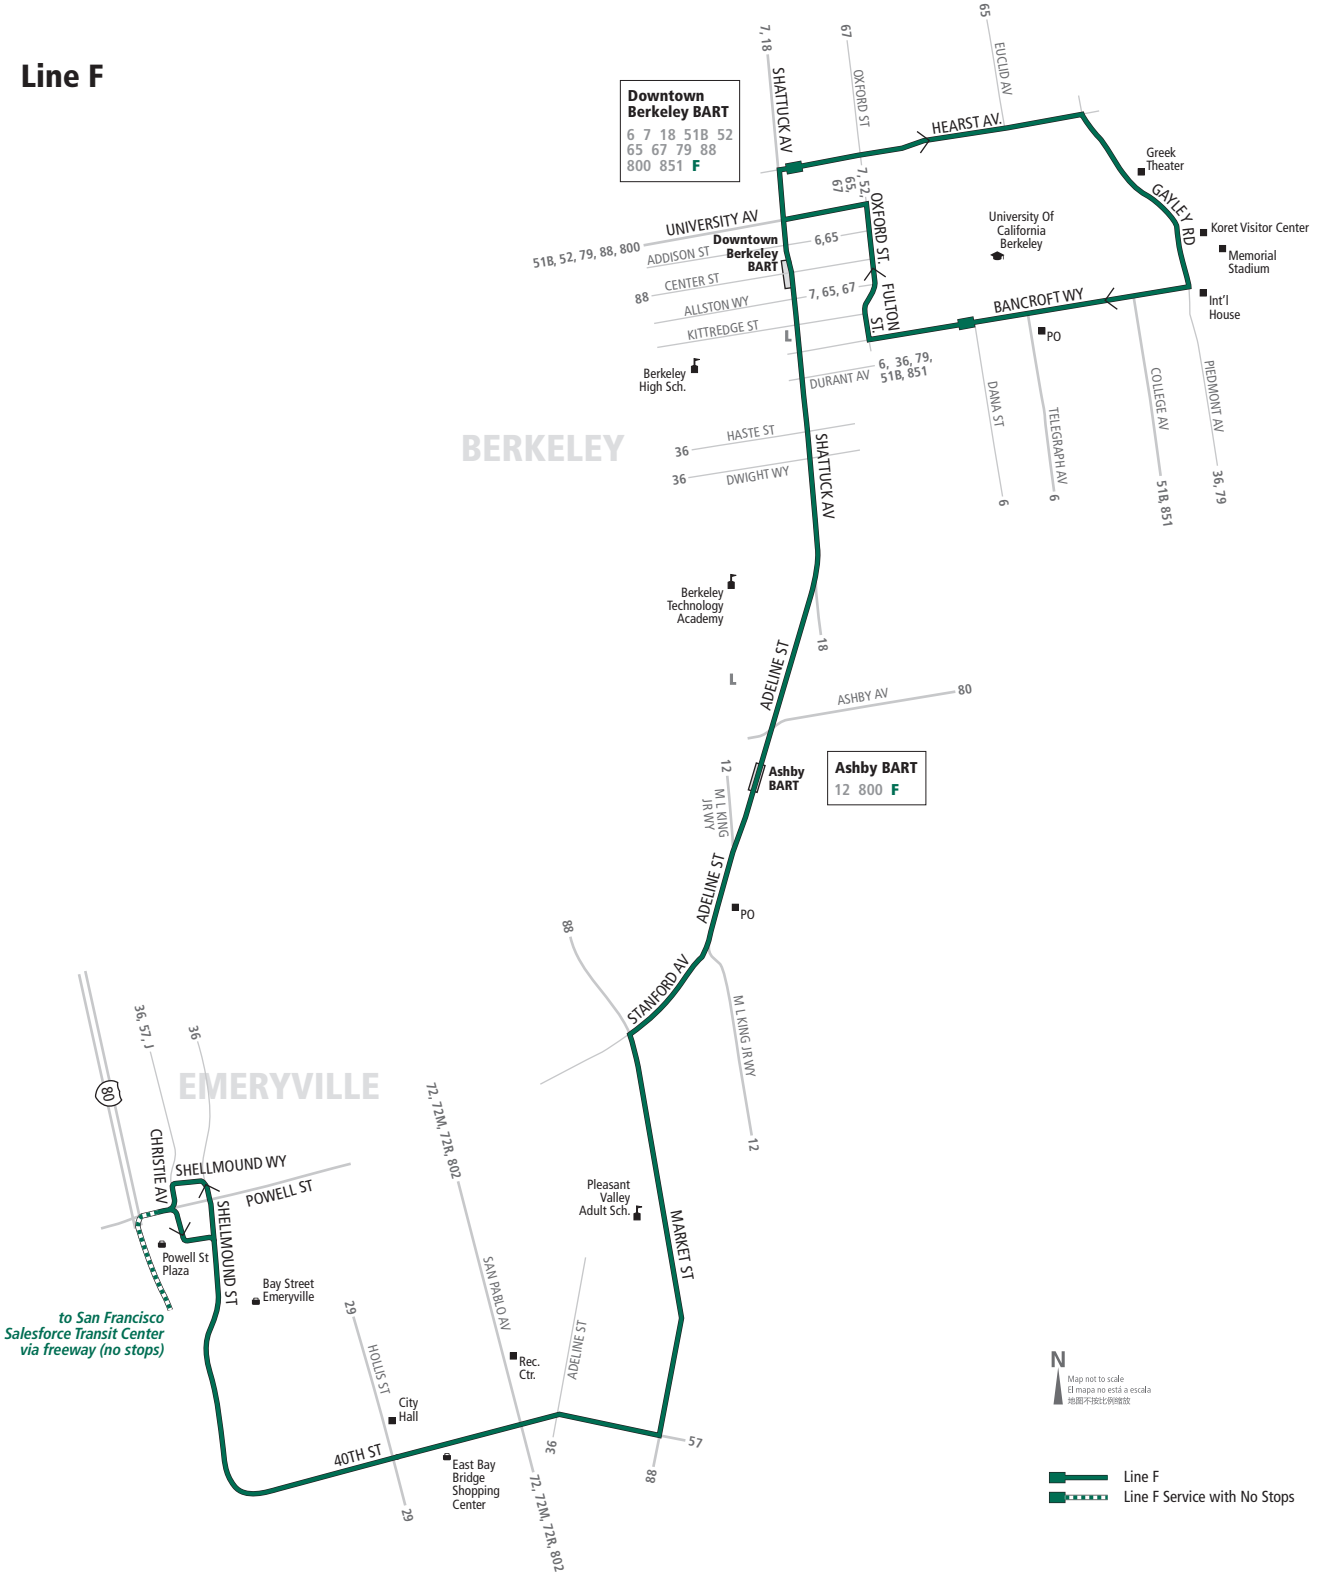 Line F
Downtown
Berkeley BART
6 7 18 51B 52
65 67 79 88
800 851 F
7, 18
SHATTUCK AV
67
OXFORD ST
65
EUCLID AV
HEARST AV.
Greek
Theater
GAYLEY RD
Koret Visitor Center
Memorial
Stadium
Int'l
House
University Of
California
Berkeley
7, 52,
65,
67
OXFORD ST.
UNIVERSITY AV
51B, 52, 79, 88, 800
ADDISON ST
6,65
Downtown
Berkeley
BART
88
CENTER ST
ALLSTON WY
7, 65, 67
KITTREDGE ST
FULTON
ST.
BANCROFT WY
PO
L
Berkeley
High Sch.
DURANT AV
6, 36, 79,
51B, 851
DANA ST
6
TELEGRAPH AV
6
COLLEGE AV
51B, 851
PIEDMONT AV
36, 79
BERKELEY
36
HASTE ST
36
DWIGHT WY
SHATTUCK AV
Berkeley
Technology
Academy
18
L
ADELINE ST
ASHBY AV
80
Ashby
BART
Ashby BART
12 800 F
12
M L KING
JR WY
ADELINE ST
PO
88
STANFORD AV
M L KING JR WY
12
36, 57, J
36
80
EMERYVILLE
72, 72M, 72R, 802
CHRISTIE AV
SHELLMOUND WY
POWELL ST
SHELLMOUND ST
Powell St
Plaza
Bay Street
Emeryville
to San Francisco
Salesforce Transit Center
via freeway (no stops)
Pleasant
Valley
Adult Sch.
MARKET ST
SAN PABLO AV
29
HOLLIS ST
ADELINE ST
Rec.
Ctr.
City
Hall
40TH ST
East Bay
Bridge
Shopping
Center
36
57
88
29
72, 72M, 72R, 802
N
Map not to scale
El mapa no está a escala
地圖不按比例縮放
Line F
Line F Service with No Stops